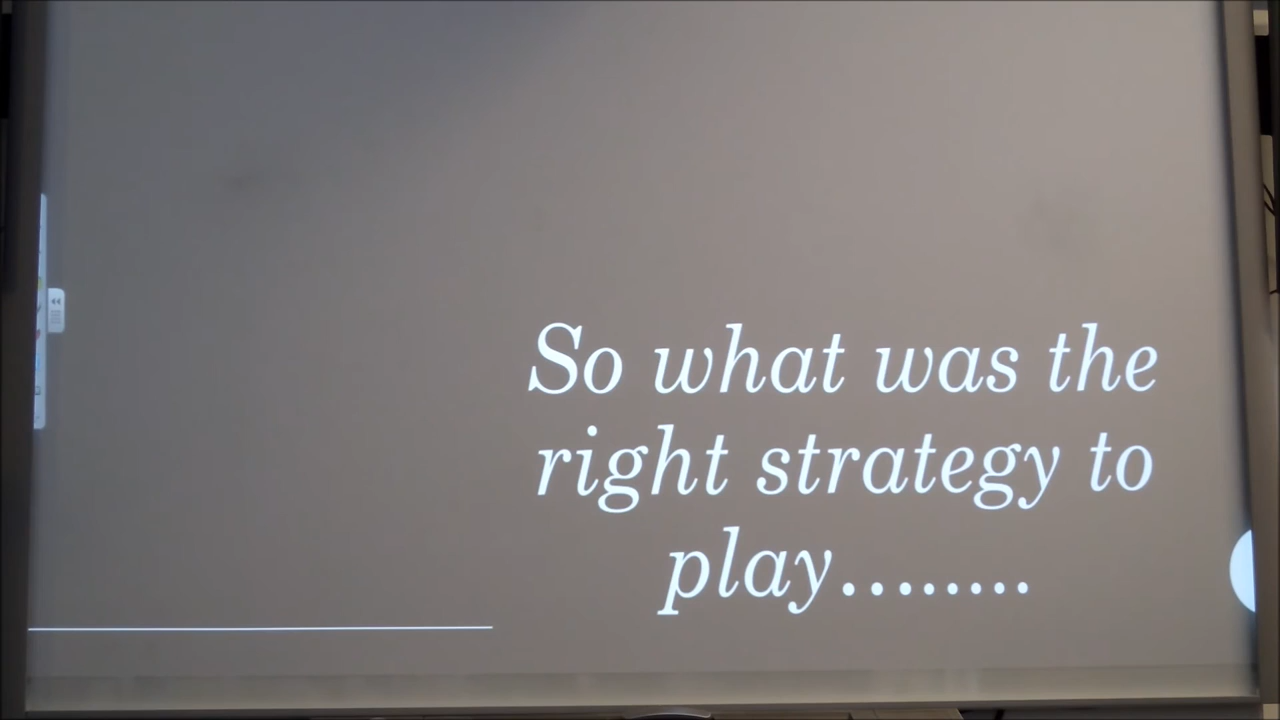 So what was the
right strategy to
play........